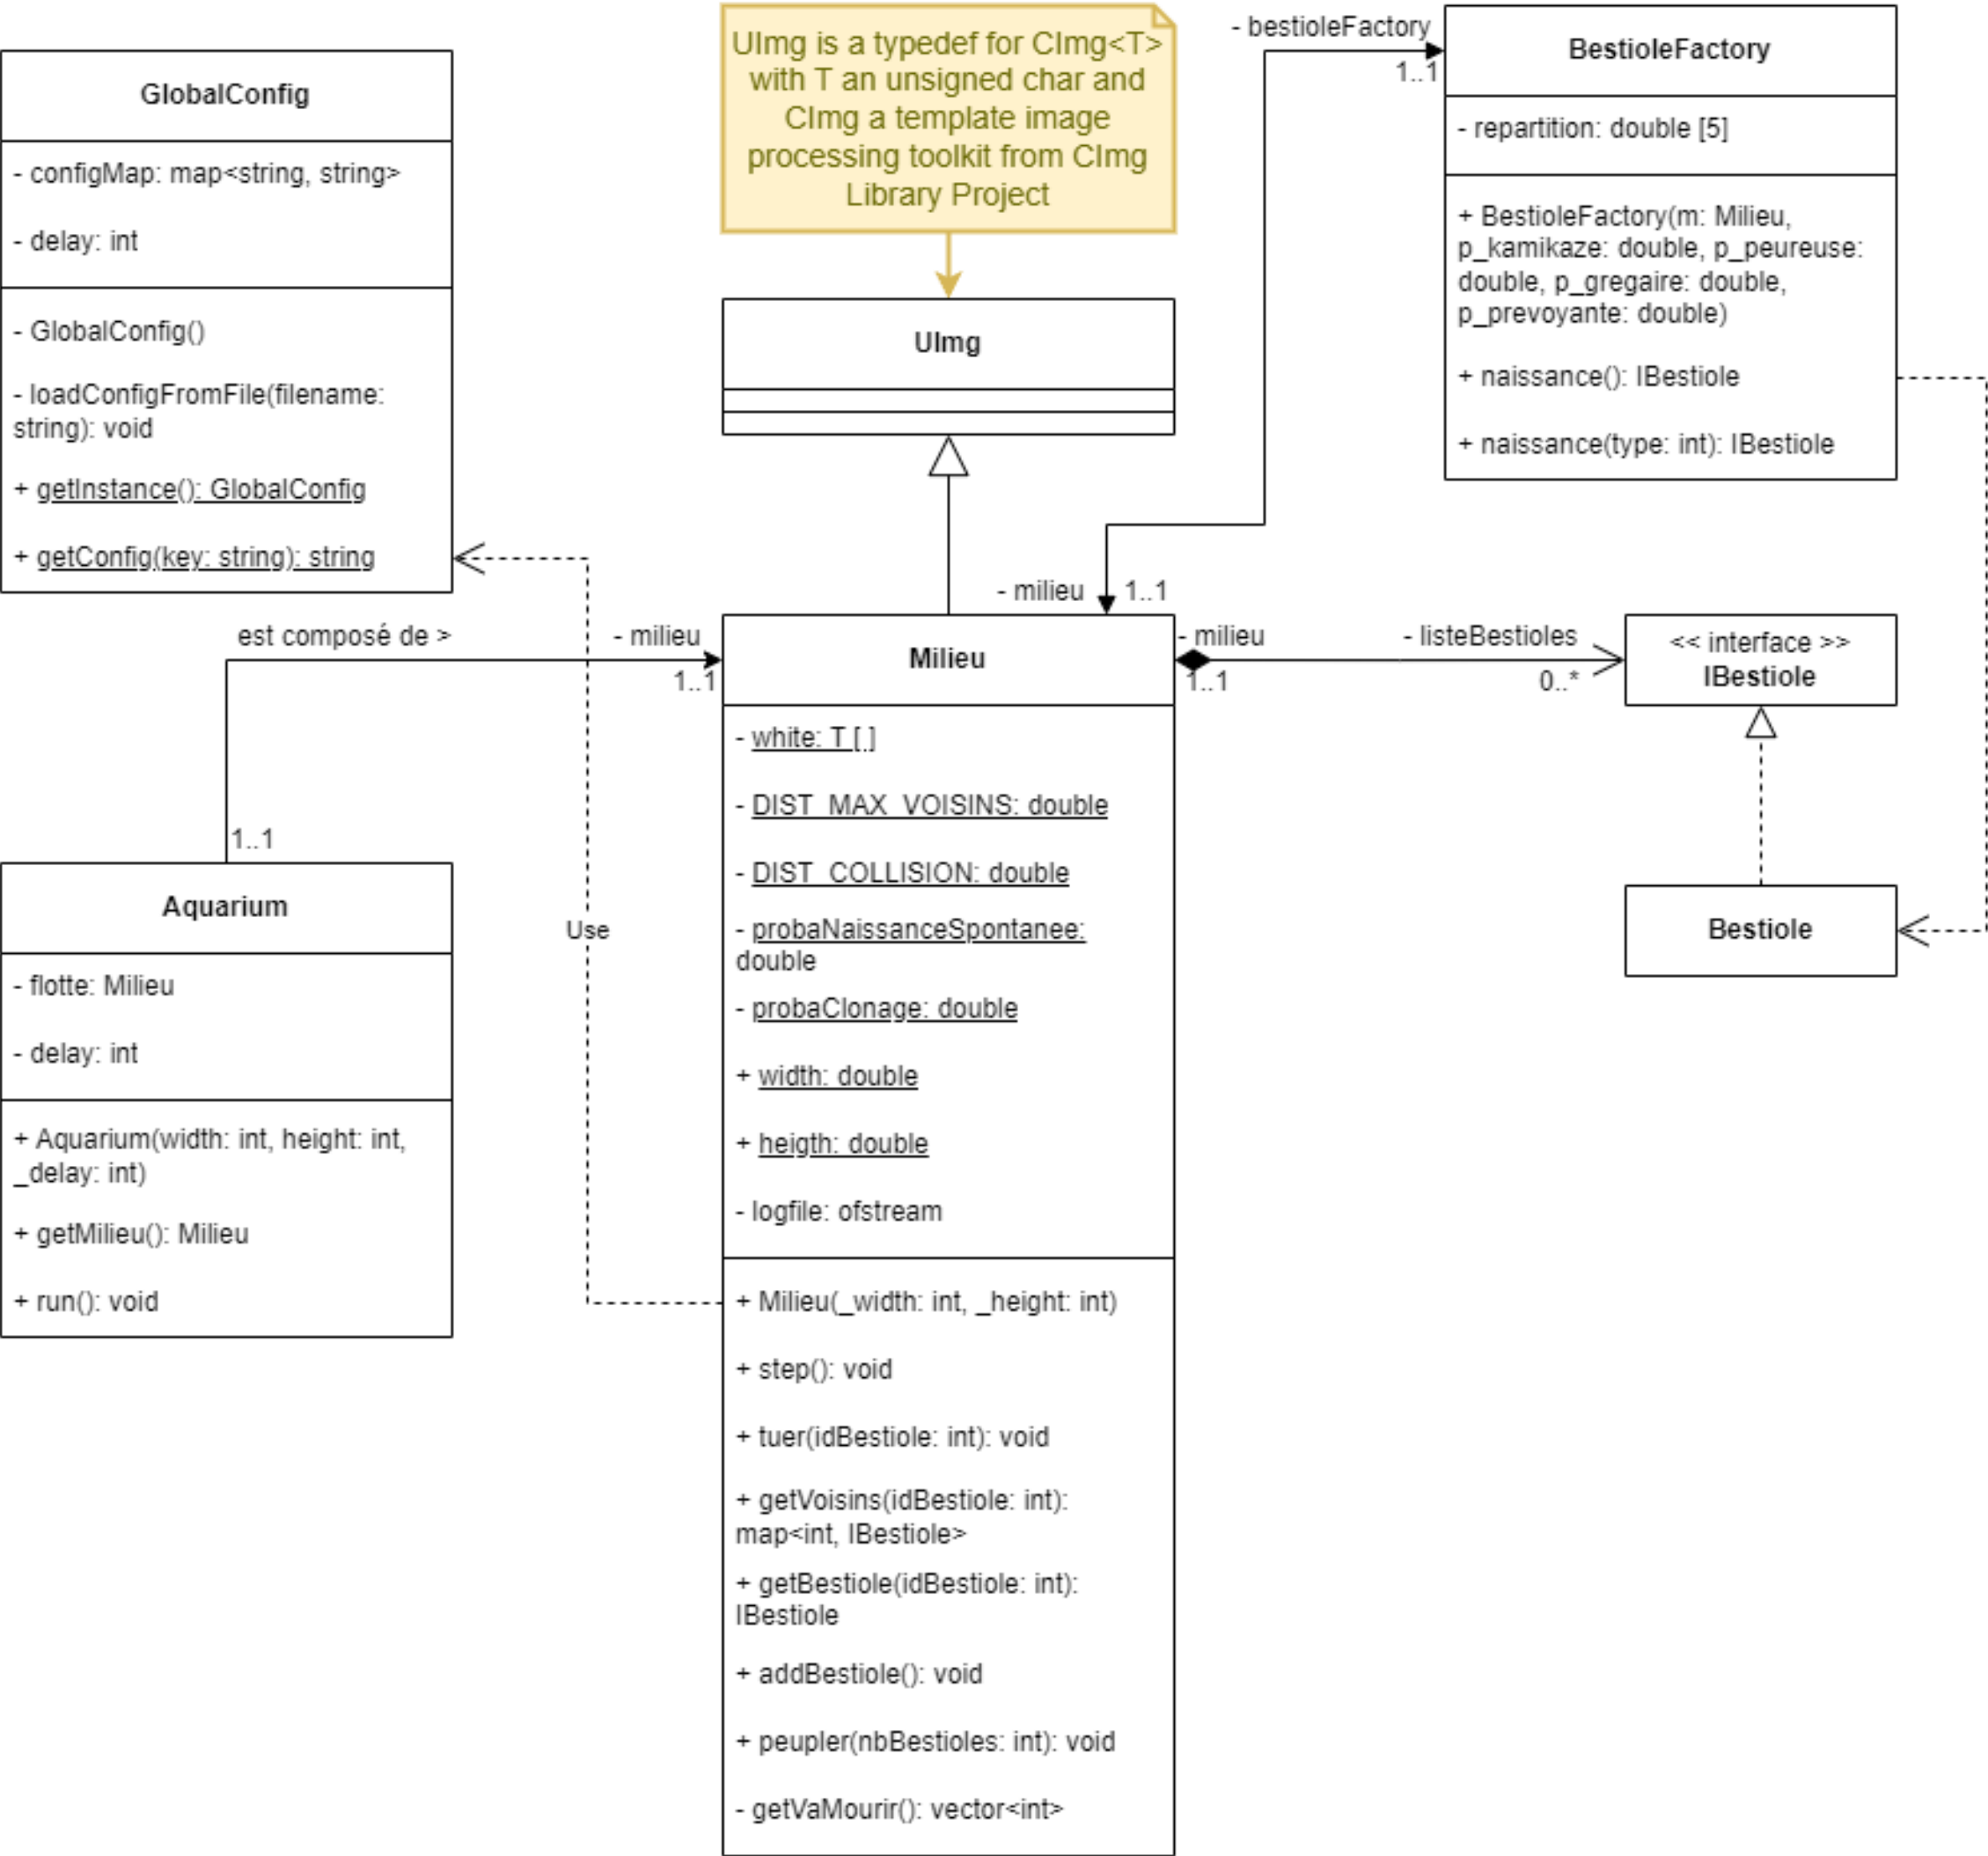 GlobalConfig
- configMap: map<string, string>
- delay: int
- GlobalConfig()
- loadConfigFromFile(filename:
string): void
+ getInstance(): GlobalConfig
+ getConfig(key: string): string
UImg is a typedef for CImg<T>
with T an unsigned char and
CImg a template image
processing toolkit from CImg
Library Project
UImg
- bestioleFactory
1..1
BestioleFactory
- repartition: double [5]
+ BestioleFactory(m: Milieu,
p_kamikaze: double, p_peureuse:
double, p_gregaire: double,
p_prevoyante: double)
+ naissance(): IBestiole
+ naissance(type: int): IBestiole
- milieu 1..1
est composé de >
- milieu
1..1
1..1
Aquarium
- flotte: Milieu
- delay: int
+ Aquarium(width: int, height: int,
_delay: int)
+ getMilieu(): Milieu
+ run(): void
Use
Milieu
- white: T [ ]
- DIST_MAX_VOISINS: double
- DIST_COLLISION: double
- probaNaissanceSpontanee:
double
- probaClonage: double
+ width: double
+ heigth: double
- logfile: ofstream
+ Milieu(_width: int, _height: int)
+ step(): void
+ tuer(idBestiole: int): void
+ getVoisins(idBestiole: int):
map<int, IBestiole>
+ getBestiole(idBestiole: int):
IBestiole
+ addBestiole(): void
+ peupler(nbBestioles: int): void
- getVaMourir(): vector<int>
- milieu
1..1
- listeBestioles
0..*
<< interface >>
IBestiole
Bestiole